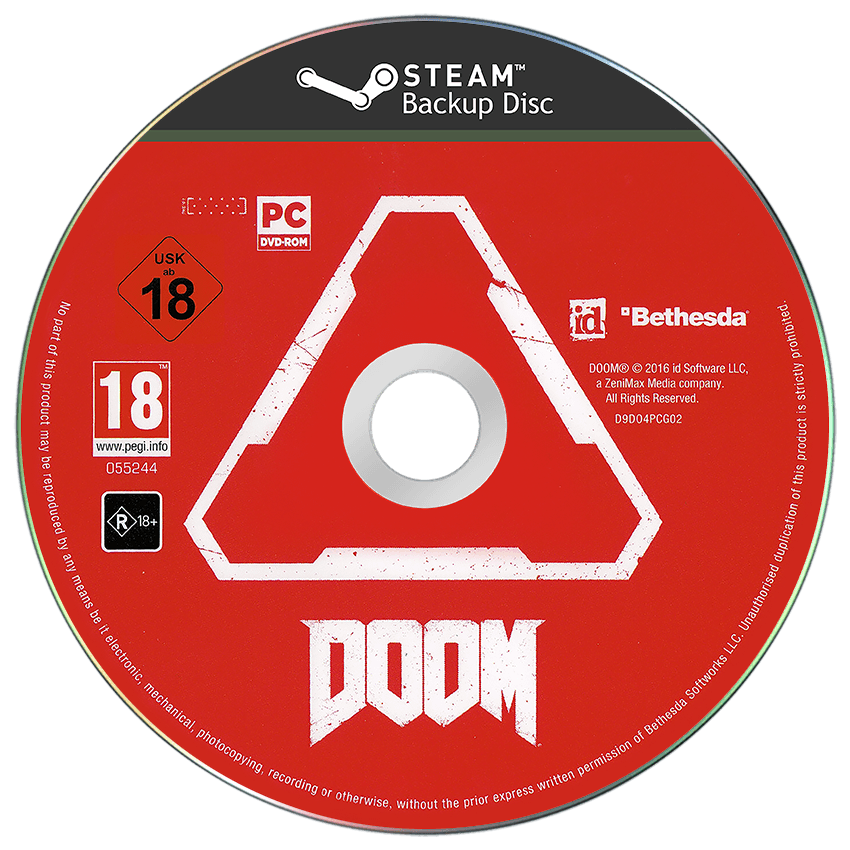 STEAM™
Backup Disc
PC
DVD-ROM
USK
ab
18
id
Bethesda®
DOOM® © 2016 id Software LLC,
a ZeniMax Media company.
All Rights Reserved.
D9D04PCG02
18™
www.pegi.info
055244
R 18+
DOOM
No part of this product may be reproduced by any means be it electronic, mechanical, photocopying, recording or otherwise, without the prior express written permission of Bethesda Softworks LLC. Unauthorised duplication of this product is strictly prohibited.